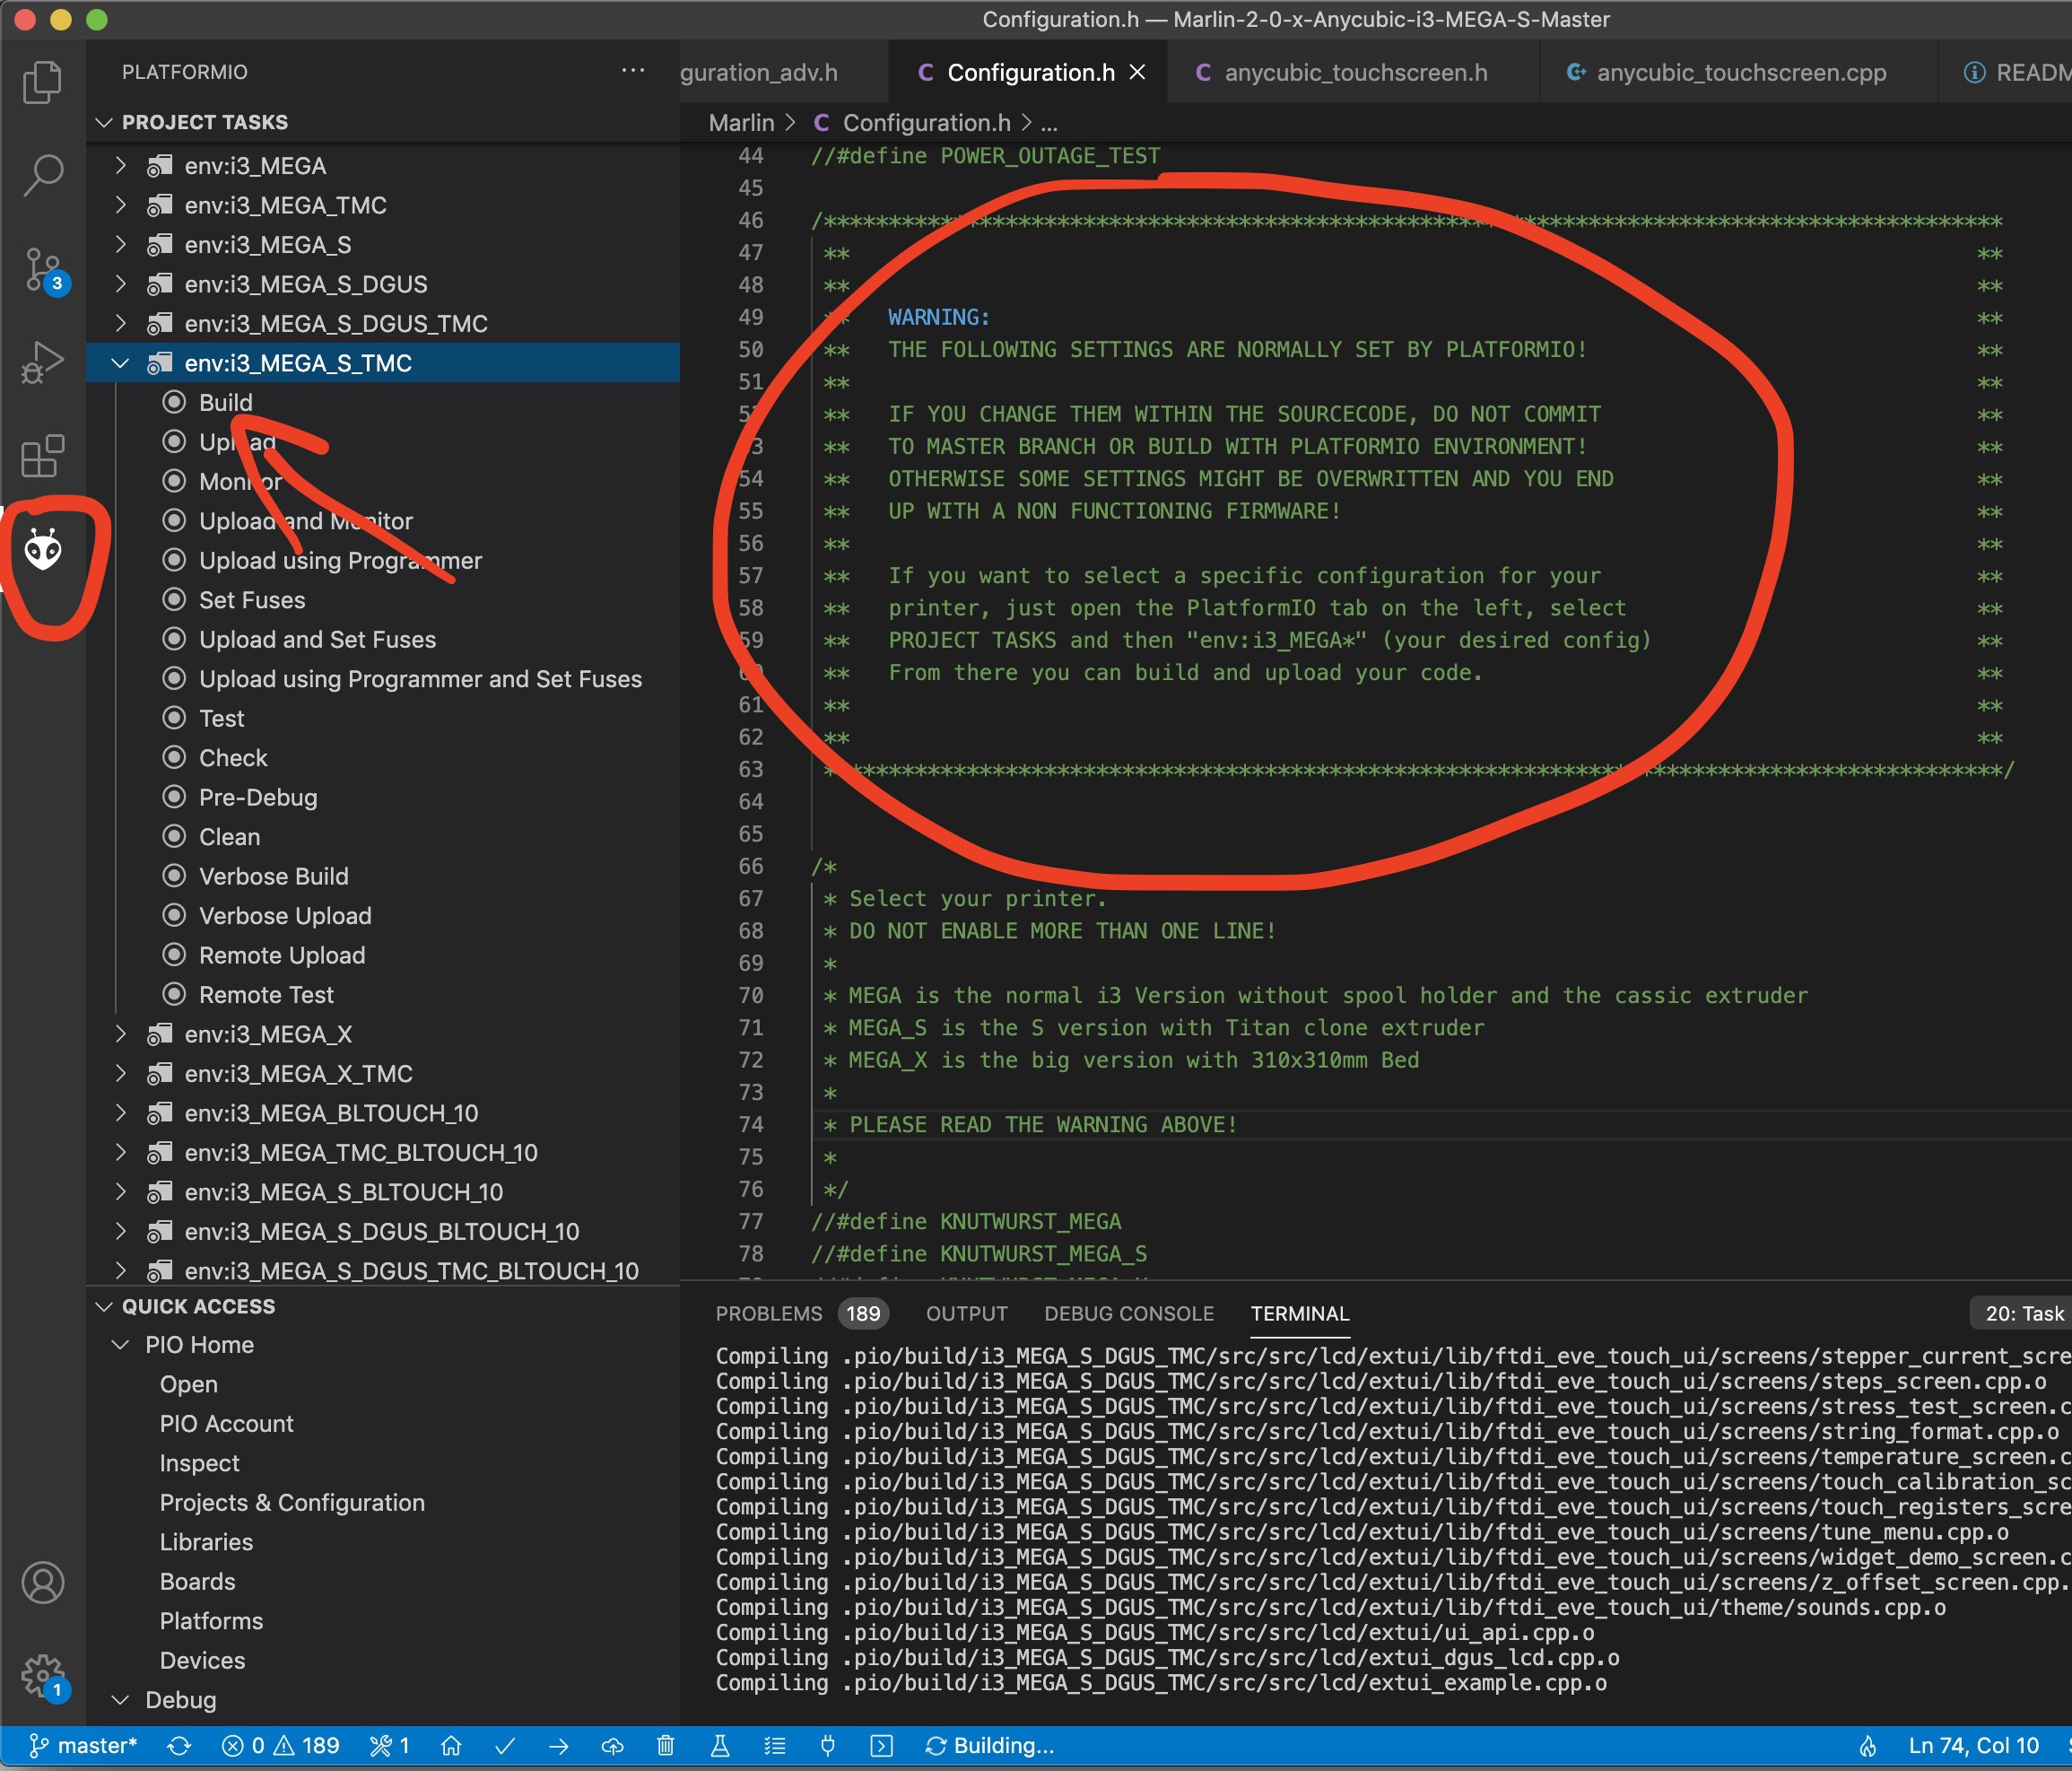 Configuration.h — Marlin-2-0-x-Anycubic-i3-MEGA-S-Master
PLATFORMIO
PROJECT TASKS
env:i3_MEGA
env:i3_MEGA_TMC
env:i3_MEGA_S
env:i3_MEGA_S_DGUS
env:i3_MEGA_S_DGUS_TMC
env:i3_MEGA_S_TMC
Build
Upload
Monitor
Upload and Monitor
Upload using Programmer
Set Fuses
Upload and Set Fuses
Upload using Programmer and Set Fuses
Test
Check
Pre-Debug
Clean
Verbose Build
Verbose Upload
Remote Upload
Remote Test
env:i3_MEGA_X
env:i3_MEGA_X_TMC
env:i3_MEGA_BLTOUCH_10
env:i3_MEGA_TMC_BLTOUCH_10
env:i3_MEGA_S_BLTOUCH_10
env:i3_MEGA_S_DGUS_BLTOUCH_10
env:i3_MEGA_S_DGUS_TMC_BLTOUCH_10
QUICK ACCESS
PIO Home
Open
PIO Account
Inspect
Projects & Configuration
Libraries
Boards
Platforms
Devices
Debug
3
1
guration_adv.h C Configuration.h × C anycubic_touchscreen.h anycubic_touchscreen.cpp READM
Marlin > C Configuration.h > ...
44 //#define POWER_OUTAGE_TEST
45
46 /*******************************************************************************************
47 ** **
48 ** **
49 ** WARNING: **
50 ** THE FOLLOWING SETTINGS ARE NORMALLY SET BY PLATFORMIO! **
51 ** **
52 ** IF YOU CHANGE THEM WITHIN THE SOURCECODE, DO NOT COMMIT **
53 ** TO MASTER BRANCH OR BUILD WITH PLATFORMIO ENVIRONMENT! **
54 ** OTHERWISE SOME SETTINGS MIGHT BE OVERWRITTEN AND YOU END **
55 ** UP WITH A NON FUNCTIONING FIRMWARE! **
56 ** **
57 ** If you want to select a specific configuration for your **
58 ** printer, just open the PlatformIO tab on the left, select **
59 ** PROJECT TASKS and then "env:i3_MEGA*" (your desired config) **
60 ** From there you can build and upload your code. **
61 ** **
62 ** **
63 *******************************************************************************************/
64
65
66 /*
67 * Select your printer.
68 * DO NOT ENABLE MORE THAN ONE LINE!
69 *
70 * MEGA is the normal i3 Version without spool holder and the cassic extruder
71 * MEGA_S is the S version with Titan clone extruder
72 * MEGA_X is the big version with 310x310mm Bed
73 *
74 * PLEASE READ THE WARNING ABOVE!
75 *
76 */
77 //#define KNUTWURST_MEGA
78 //#define KNUTWURST_MEGA_S
PROBLEMS 189 OUTPUT DEBUG CONSOLE TERMINAL 20: Task
Compiling .pio/build/i3_MEGA_S_DGUS_TMC/src/src/lcd/extui/lib/ftdi_eve_touch_ui/screens/stepper_current_scre
Compiling .pio/build/i3_MEGA_S_DGUS_TMC/src/src/lcd/extui/lib/ftdi_eve_touch_ui/screens/steps_screen.cpp.o
Compiling .pio/build/i3_MEGA_S_DGUS_TMC/src/src/lcd/extui/lib/ftdi_eve_touch_ui/screens/stress_test_screen.c
Compiling .pio/build/i3_MEGA_S_DGUS_TMC/src/src/lcd/extui/lib/ftdi_eve_touch_ui/screens/string_format.cpp.o
Compiling .pio/build/i3_MEGA_S_DGUS_TMC/src/src/lcd/extui/lib/ftdi_eve_touch_ui/screens/temperature_screen.c
Compiling .pio/build/i3_MEGA_S_DGUS_TMC/src/src/lcd/extui/lib/ftdi_eve_touch_ui/screens/touch_calibration_sc
Compiling .pio/build/i3_MEGA_S_DGUS_TMC/src/src/lcd/extui/lib/ftdi_eve_touch_ui/screens/touch_registers_scre
Compiling .pio/build/i3_MEGA_S_DGUS_TMC/src/src/lcd/extui/lib/ftdi_eve_touch_ui/screens/tune_menu.cpp.o
Compiling .pio/build/i3_MEGA_S_DGUS_TMC/src/src/lcd/extui/lib/ftdi_eve_touch_ui/screens/widget_demo_screen.c
Compiling .pio/build/i3_MEGA_S_DGUS_TMC/src/src/lcd/extui/lib/ftdi_eve_touch_ui/screens/z_offset_screen.cpp.
Compiling .pio/build/i3_MEGA_S_DGUS_TMC/src/src/lcd/extui/lib/ftdi_eve_touch_ui/theme/sounds.cpp.o
Compiling .pio/build/i3_MEGA_S_DGUS_TMC/src/src/lcd/extui/ui_api.cpp.o
Compiling .pio/build/i3_MEGA_S_DGUS_TMC/src/src/lcd/extui_dgus_lcd.cpp.o
Compiling .pio/build/i3_MEGA_S_DGUS_TMC/src/src/lcd/extui_example.cpp.o
master* 0 189 1 Building... Ln 74, Col 10